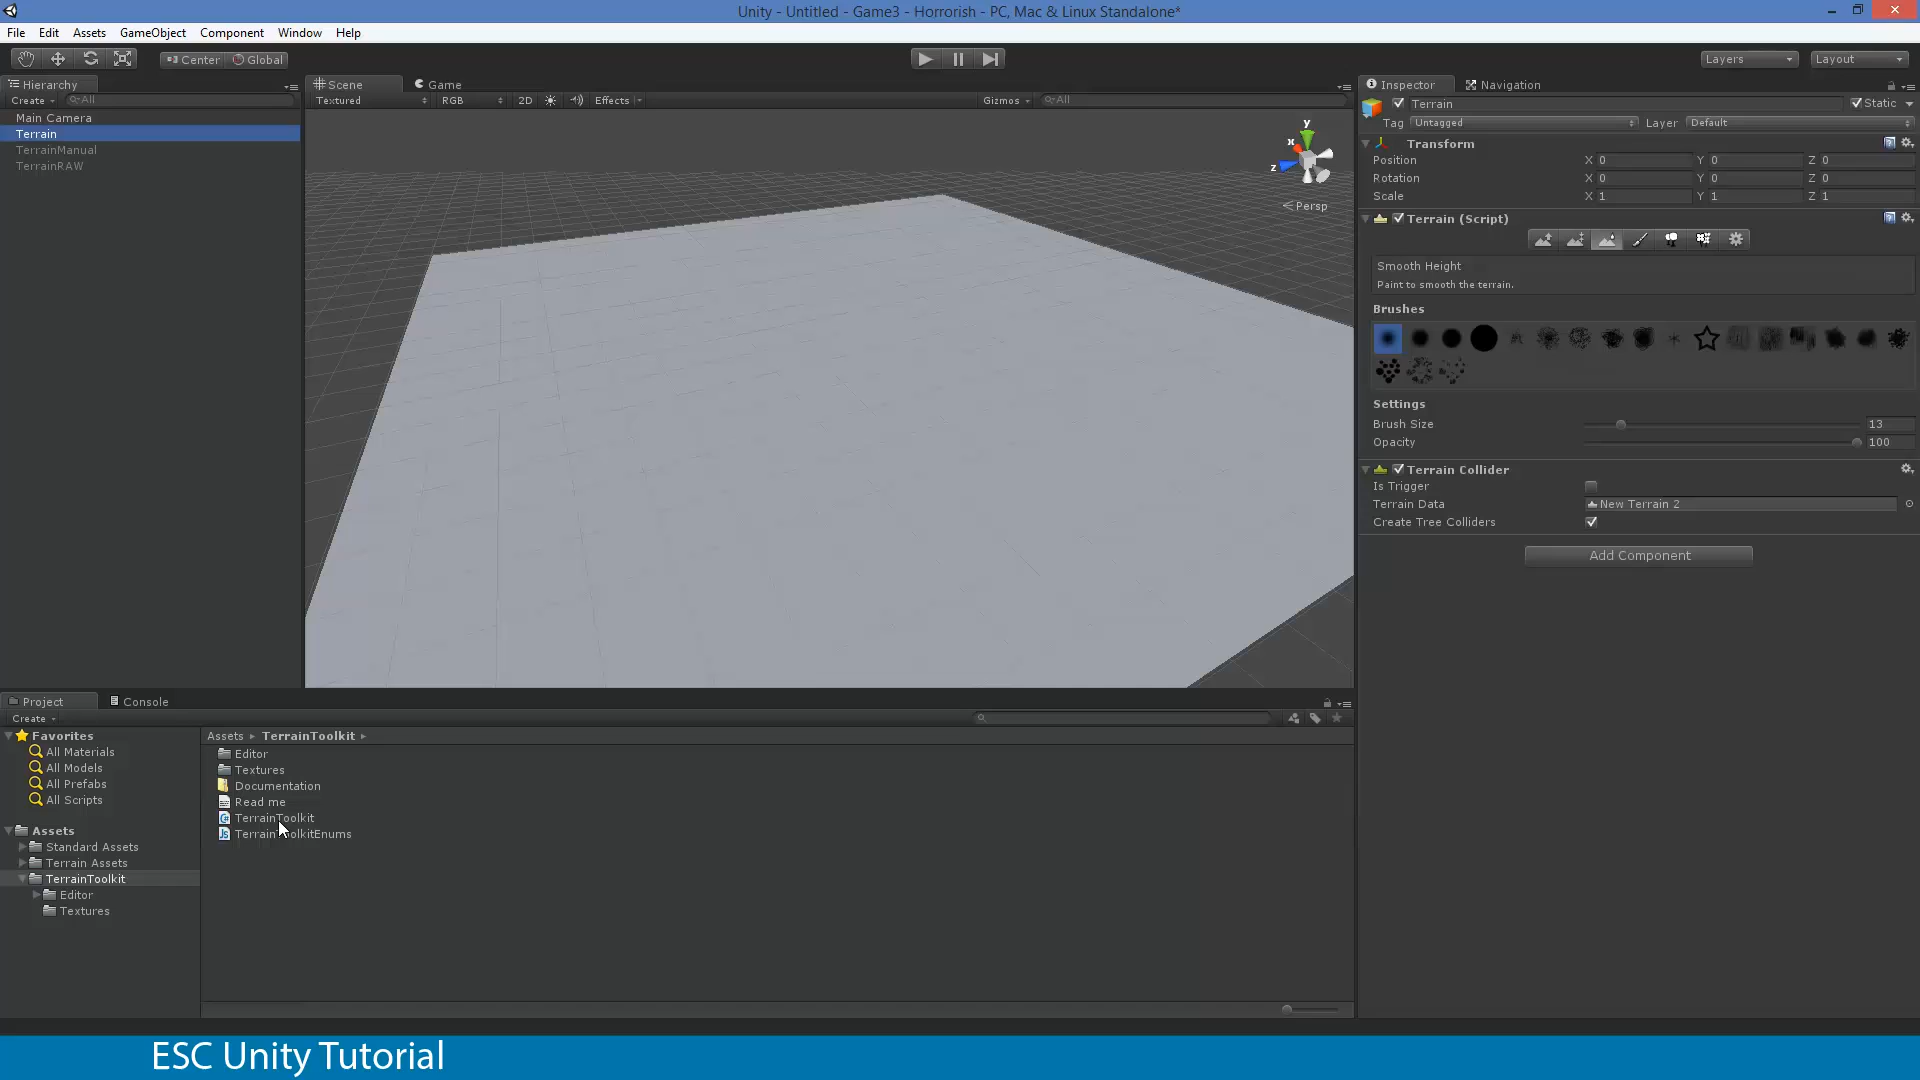 Unity - Untitled - Game3 - Horrorish - PC, Mac & Linux Standalone*
File Edit Assets GameObject Component Window Help
Center Global Layers Layout
Hierarchy
Create All
Main Camera
Terrain
TerrainManual
TerrainRAW
Scene Game
Textured RGB 2D Effects Gizmos All
y
x
z
Persp
Inspector Navigation
Terrain Static
Tag Untagged Layer Default
Transform
Position X 0 Y 0 Z 0
Rotation X 0 Y 0 Z 0
Scale X 1 Y 1 Z 1
Terrain (Script)
Smooth Height
Paint to smooth the terrain.
Brushes
Settings
Brush Size 13
Opacity 100
Terrain Collider
Is Trigger
Terrain Data New Terrain 2
Create Tree Colliders
Add Component
Project Console
Create
Favorites
All Materials
All Models
All Prefabs
All Scripts
Assets
Standard Assets
Terrain Assets
TerrainToolkit
Editor
Textures
Assets TerrainToolkit
Editor
Textures
Documentation
Read me
TerrainToolkit
TerrainToolkitEnums
ESC Unity Tutorial